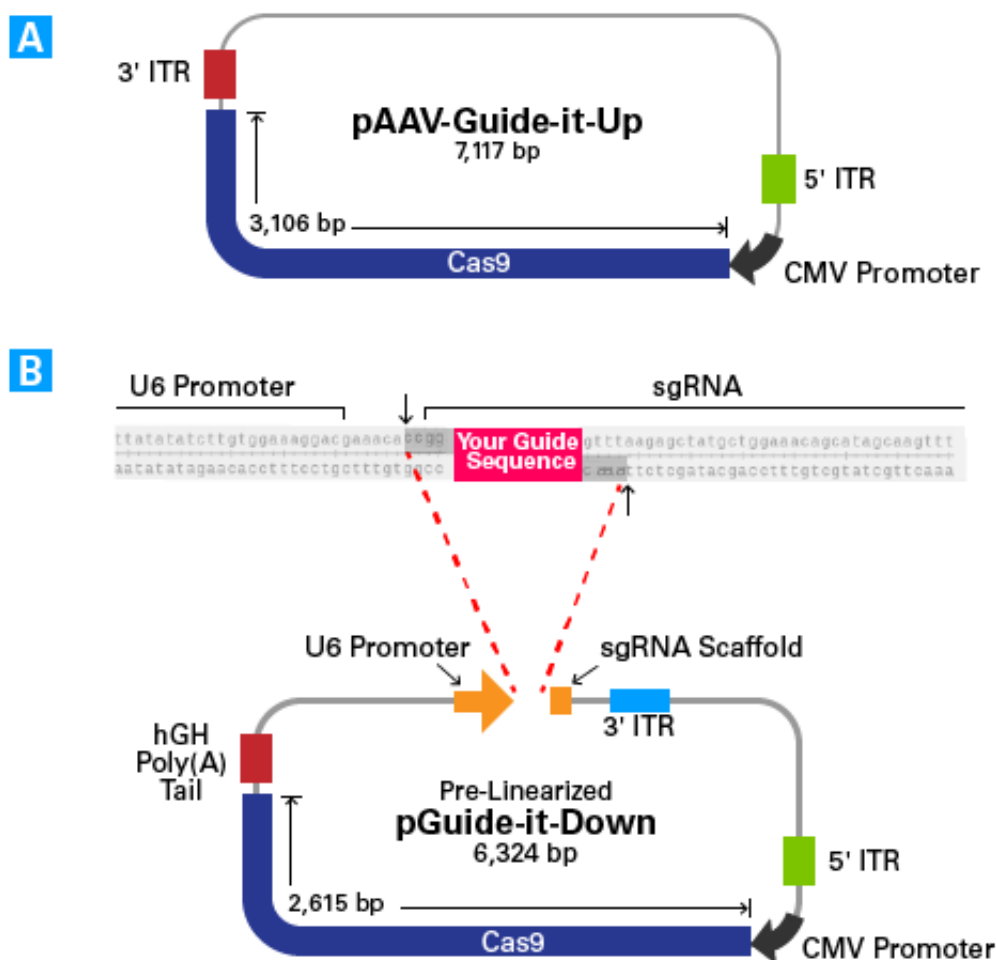 A
3' ITR
pAAV-Guide-it-Up
7,117 bp
5' ITR
3,106 bp
Cas9
CMV Promoter
B
U6 Promoter
sgRNA
ttatatatcttgtggaaaggacgaaacaccgg
Your Guide
gtttaagagctatgctggaaacagcatagcaagttt
aatatatagaacacctttcctgctttgtggcc
Sequence
caaattctcgatacgacctttgtcgtatcgttcaaa
U6 Promoter
sgRNA Scaffold
3' ITR
hGH
Poly(A)
Tail
Pre-Linearized
pGuide-it-Down
6,324 bp
5' ITR
2,615 bp
Cas9
CMV Promoter